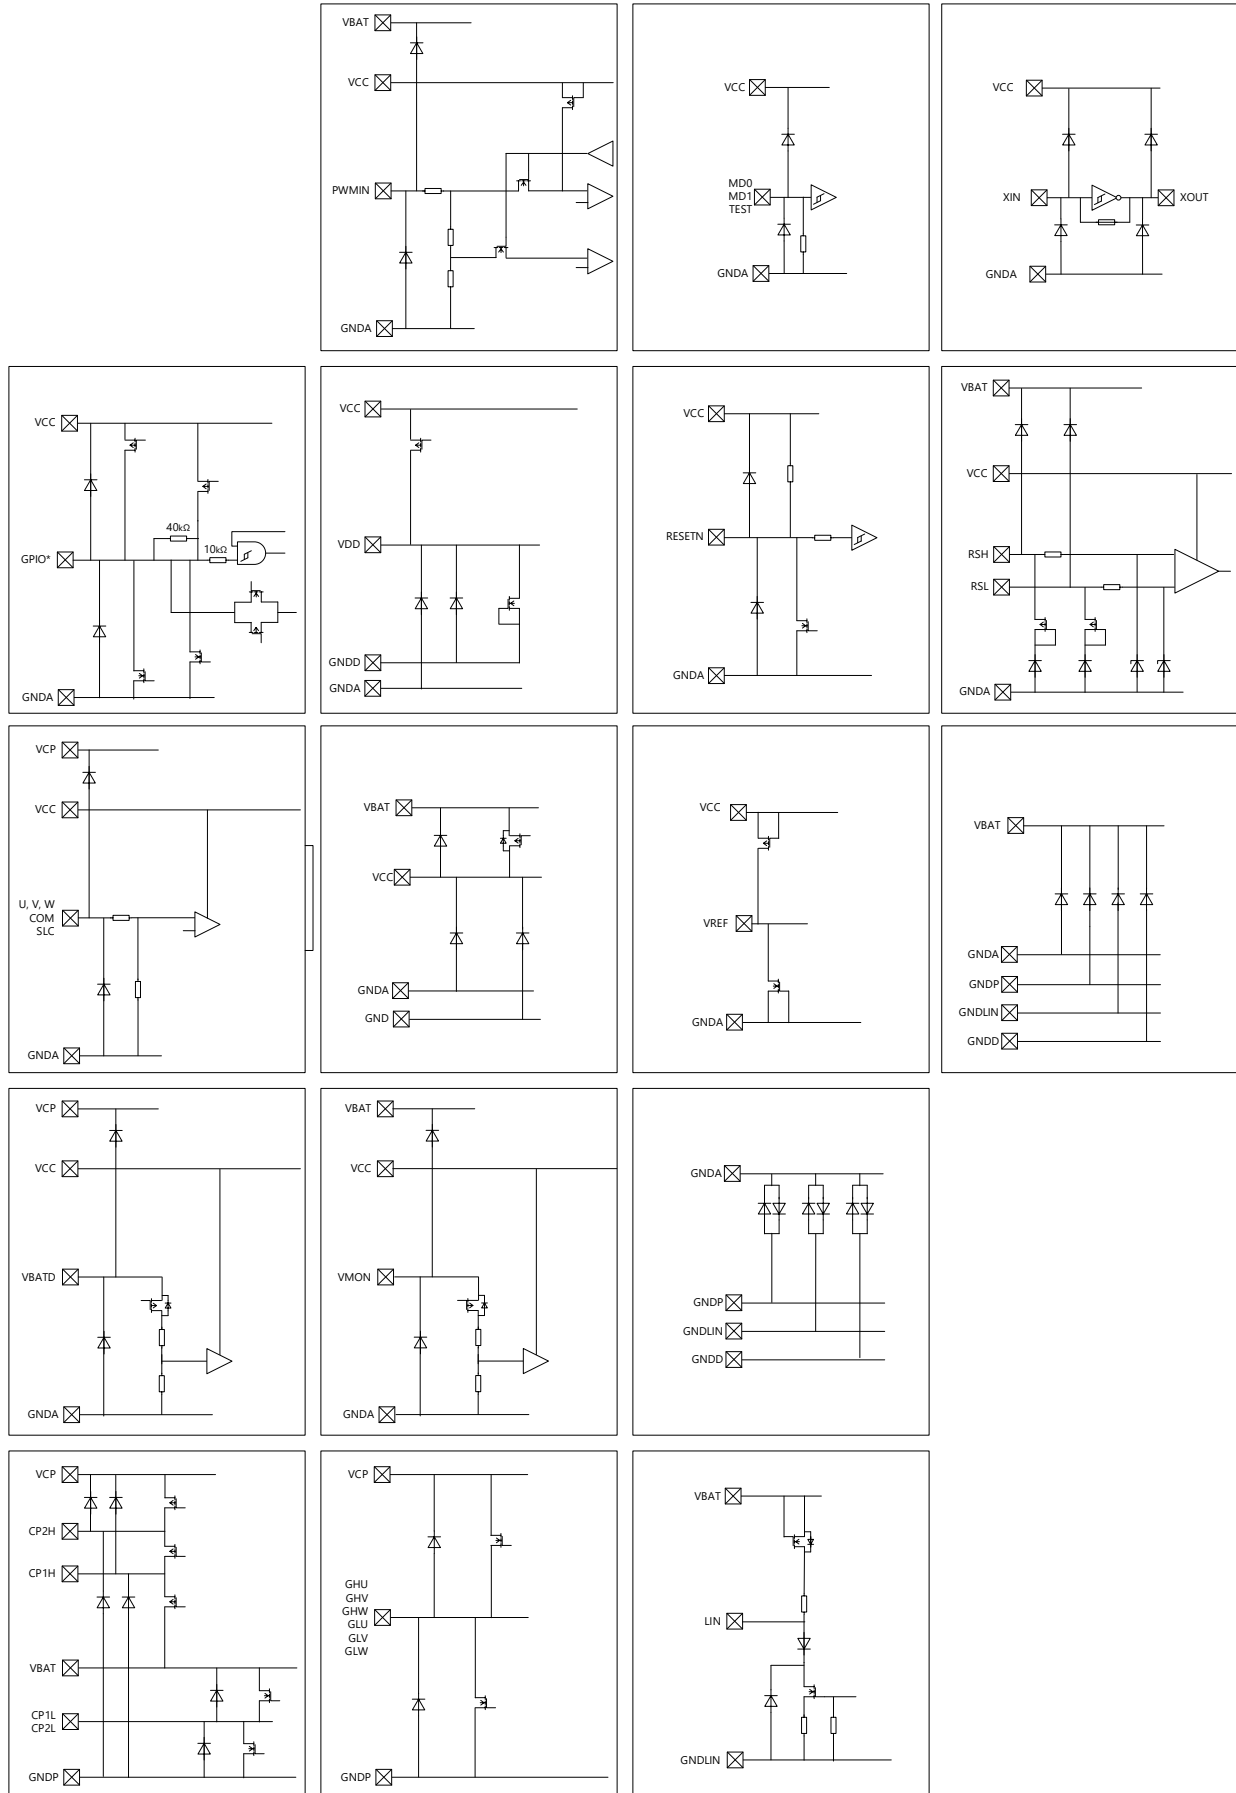 VBAT
VCC
PWMIN
GNDA
VCC
MD0
MD1
TEST
GNDA
VCC
XIN
XOUT
GNDA
VCC
40kΩ
10kΩ
GPIO*
GNDA
VCC
VDD
GNDD
GNDA
VCC
RESETN
GNDA
VBAT
VCC
RSH
RSL
GNDA
VCP
VCC
U, V, W
COM
SLC
GNDA
VBAT
VCC
GNDA
GND
VCC
VREF
GNDA
VBAT
GNDA
GNDP
GNDLIN
GNDD
VCP
VCC
VBATD
GNDA
VBAT
VCC
VMON
GNDA
GNDA
GNDP
GNDLIN
GNDD
VCP
CP2H
CP1H
VBAT
CP1L
CP2L
GNDP
VCP
GHU
GHV
GHW
GLU
GLV
GLW
GNDP
VBAT
LIN
GNDLIN